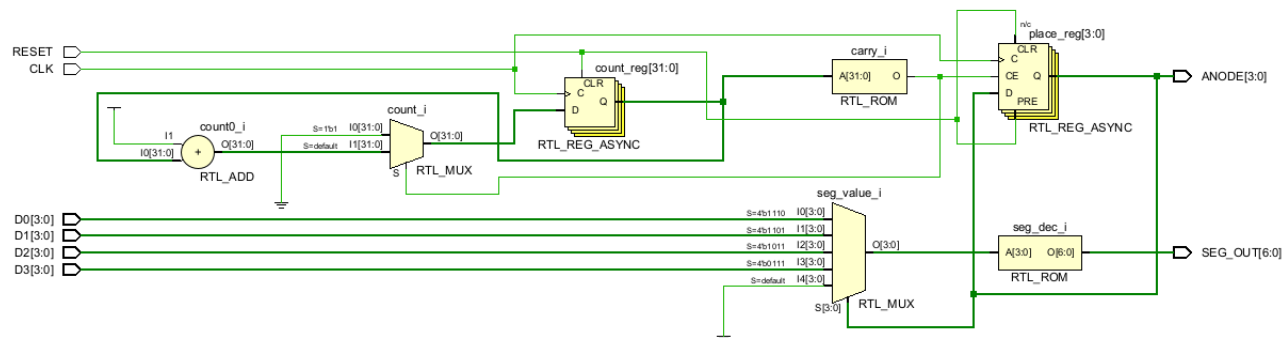 RESET
CLK
I1
I0[31:0]
count0_i
+
O[31:0]
RTL_ADD
S=1'b1
S=default
I0[31:0]
I1[31:0]
count_i
O[31:0]
S
RTL_MUX
count_reg[31:0]
CLR
C
D
Q
RTL_REG_ASYNC
carry_i
A[31:0]
O
RTL_ROM
n/c
place_reg[3:0]
CLR
C
CE
D
Q
PRE
RTL_REG_ASYNC
ANODE[3:0]
D0[3:0]
D1[3:0]
D2[3:0]
D3[3:0]
seg_value_i
S=4'b1110
I0[3:0]
S=4'b1101
I1[3:0]
S=4'b1011
I2[3:0]
S=4'b0111
I3[3:0]
S=default
I4[3:0]
O[3:0]
S[3:0]
RTL_MUX
seg_dec_i
A[3:0]
O[6:0]
RTL_ROM
SEG_OUT[6:0]